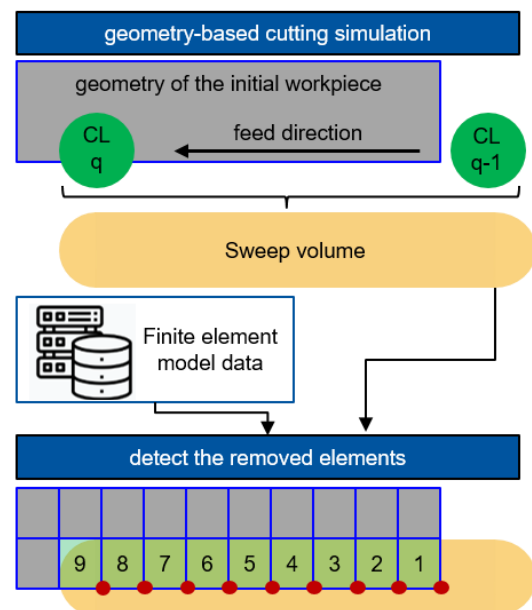 geometry-based cutting simulation
geometry of the initial workpiece
CL
q
feed direction
CL
q-1
Sweep volume
Finite element
model data
detect the removed elements
9 8 7 6 5 4 3 2 1